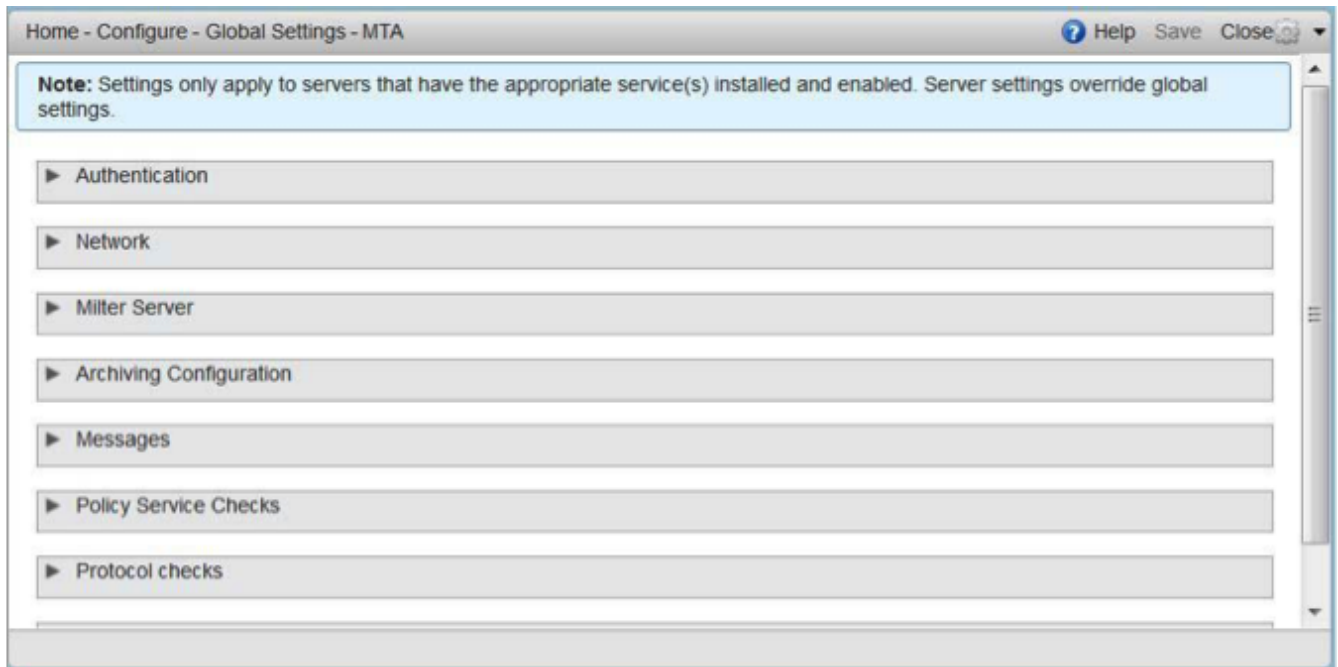 Home - Configure - Global Settings - MTA
Help Save Close
Note: Settings only apply to servers that have the appropriate service(s) installed and enabled. Server settings override global
settings.
Authentication
Network
Milter Server
Archiving Configuration
Messages
Policy Service Checks
Protocol checks